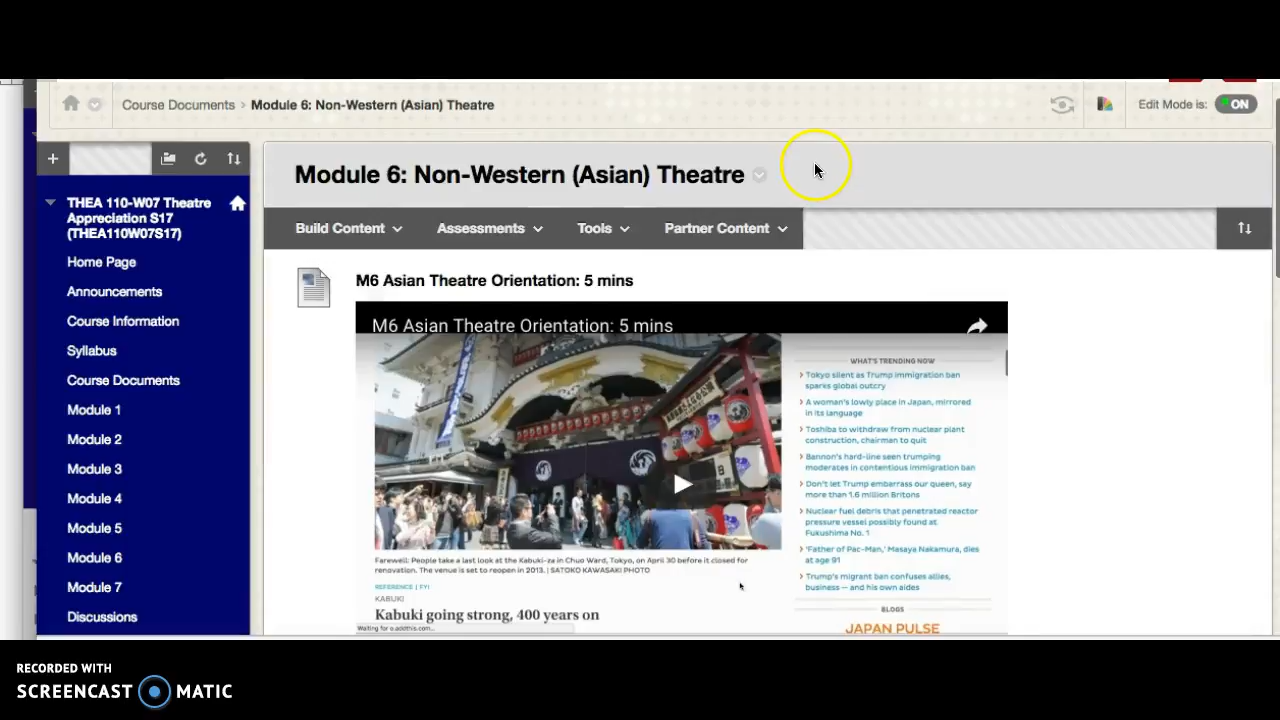 Course Documents > Module 6: Non-Western (Asian) Theatre
Edit Mode is: ON
THEA 110-W07 Theatre
Appreciation S17
(THEA110W07S17)
Home Page
Announcements
Course Information
Syllabus
Course Documents
Module 1
Module 2
Module 3
Module 4
Module 5
Module 6
Module 7
Discussions
Module 6: Non-Western (Asian) Theatre
Build Content
Assessments
Tools
Partner Content
M6 Asian Theatre Orientation: 5 mins
M6 Asian Theatre Orientation: 5 mins
Farewell: People take a last look at the Kabuki-za in Chuo Ward, Tokyo, on April 30 before it closed for
renovation. The venue is set to reopen in 2013. | SATOKO KAWASAKI PHOTO
REFERENCE | FYI
KABUKI
Kabuki going strong, 400 years on
Waiting for o.addthis.com...
WHAT'S TRENDING NOW
Tokyo silent as Trump immigration ban
sparks global outcry
A woman's lowly place in Japan, mirrored
in its language
Toshiba to withdraw from nuclear plant
construction, chairman to quit
Bannon's hard-line seen trumping
moderates in contentious immigration ban
Don't let Trump embarrass our queen, say
more than 1.6 million Britons
Nuclear fuel debris that penetrated reactor
pressure vessel possibly found at
Fukushima No. 1
'Father of Pac-Man,' Masaya Nakamura, dies
at age 91
Trump's migrant ban confuses allies,
business — and his own aides
BLOGS
JAPAN PULSE
RECORDED WITH
SCREENCAST MATIC